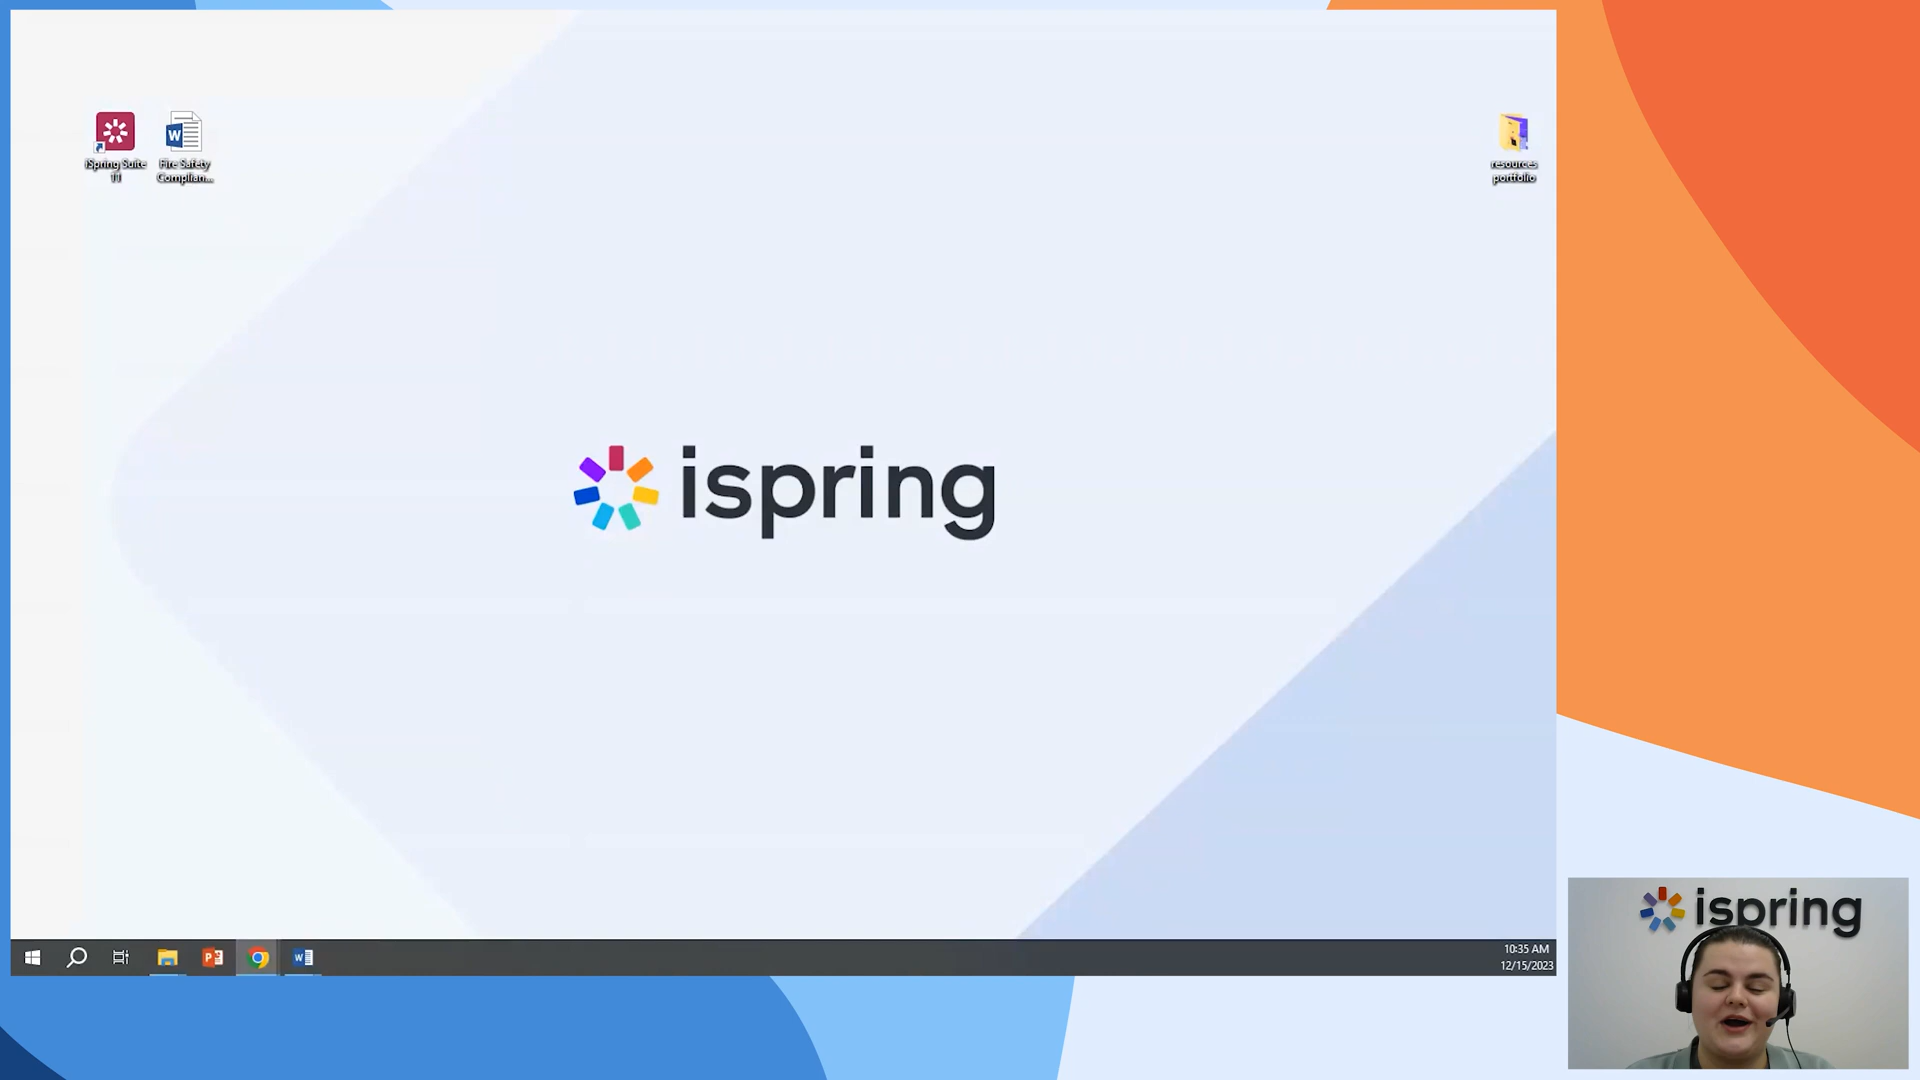 iSpring Suite
11
Fire Safety
Complian...
resources
portfolio
ispring
10:35 AM
12/15/2023
ispring